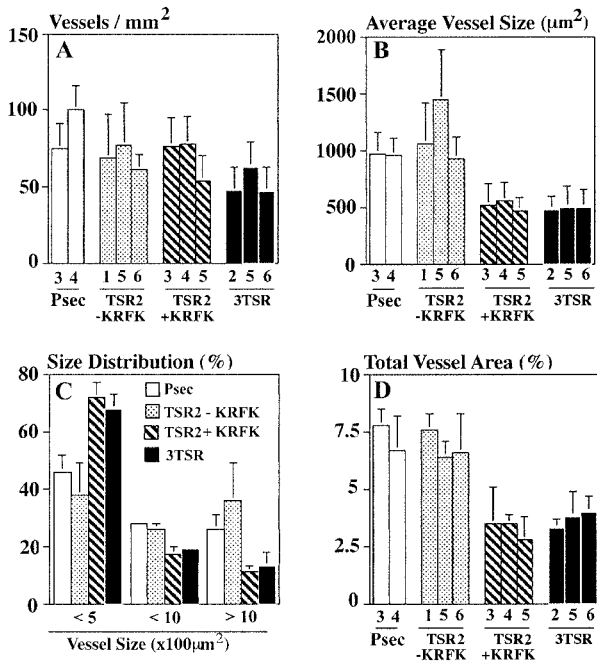 Vessels / mm2
A
150
100
50
0
3 4 1 5 6 3 4 5 2 5 6
Psec TSR2 TSR2 3TSR
-KRFK +KRFK
Average Vessel Size (µm2)
B
2000
1500
1000
500
0
3 4 1 5 6 3 4 5 2 5 6
Psec TSR2 TSR2 3TSR
-KRFK +KRFK
Size Distribution (%)
C
Psec
TSR2 - KRFK
TSR2 + KRFK
3TSR
80
60
40
20
0
< 5 < 10 > 10
Vessel Size (x100µm2)
Total Vessel Area (%)
D
10
7.5
5
2.5
0
3 4 1 5 6 3 4 5 2 5 6
Psec TSR2 TSR2 3TSR
-KRFK +KRFK